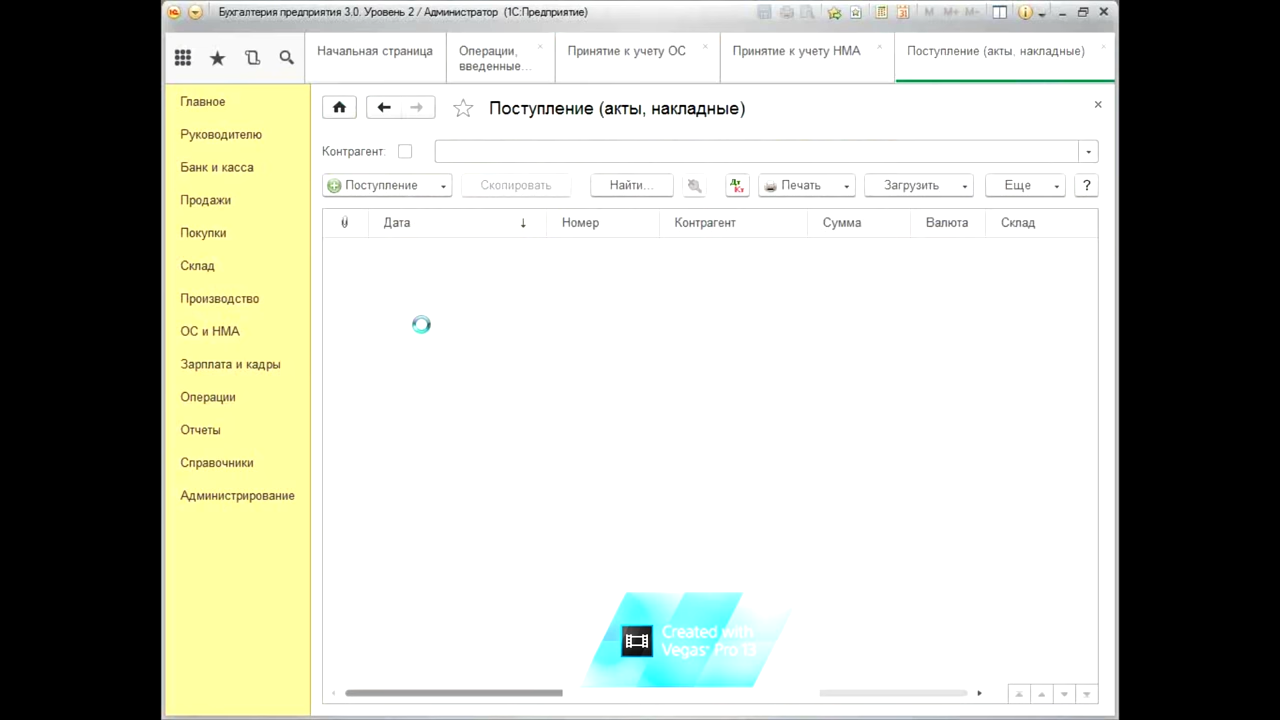 Бухгалтерия предприятия 3.0. Уровень 2 / Администратор (1С:Предприятие)
M M+ M-
Начальная страница
Операции,
введенные...
Принятие к учету ОС
Принятие к учету НМА
Поступление (акты, накладные)
Главное
Руководителю
Банк и касса
Продажи
Покупки
Склад
Производство
ОС и НМА
Зарплата и кадры
Операции
Отчеты
Справочники
Администрирование
Поступление (акты, накладные)
Контрагент:
Поступление Скопировать Найти... Дт Кт Печать Загрузить Еще ?
Дата Номер Контрагент Сумма Валюта Склад
Created with
Vegas Pro 13